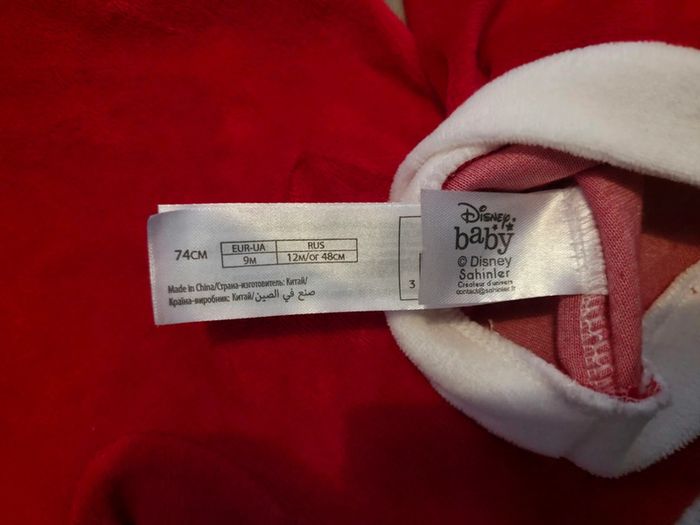 74CM
EUR-UA RUS
9M 12M/ОГ 48СМ
Made in China/Страна-изготовитель: Китай/
Країна-виробник: Китай/صنع في الصين
3
Disney
baby
© Disney
Sahinler
Créateur d'univers
contact@sahinler.fr